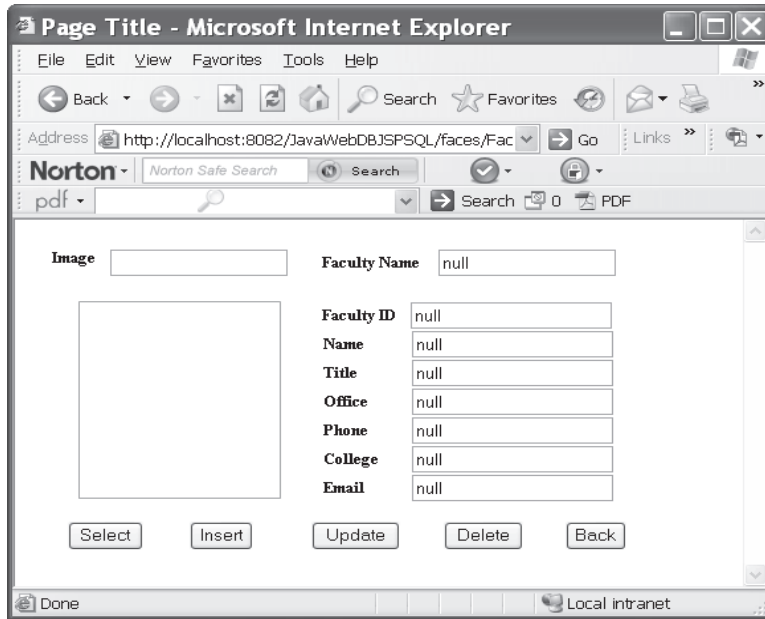 Page Title - Microsoft Internet Explorer
File Edit View Favorites Tools Help
Back Search Favorites »
Address http://localhost:8082/JavaWebDBJSPSQL/faces/Fac Go Links »
Norton Norton Safe Search Search
pdf Search 0 PDF
Image Faculty Name null
Faculty ID null
Name null
Title null
Office null
Phone null
College null
Email null
Select Insert Update Delete Back
Done Local intranet